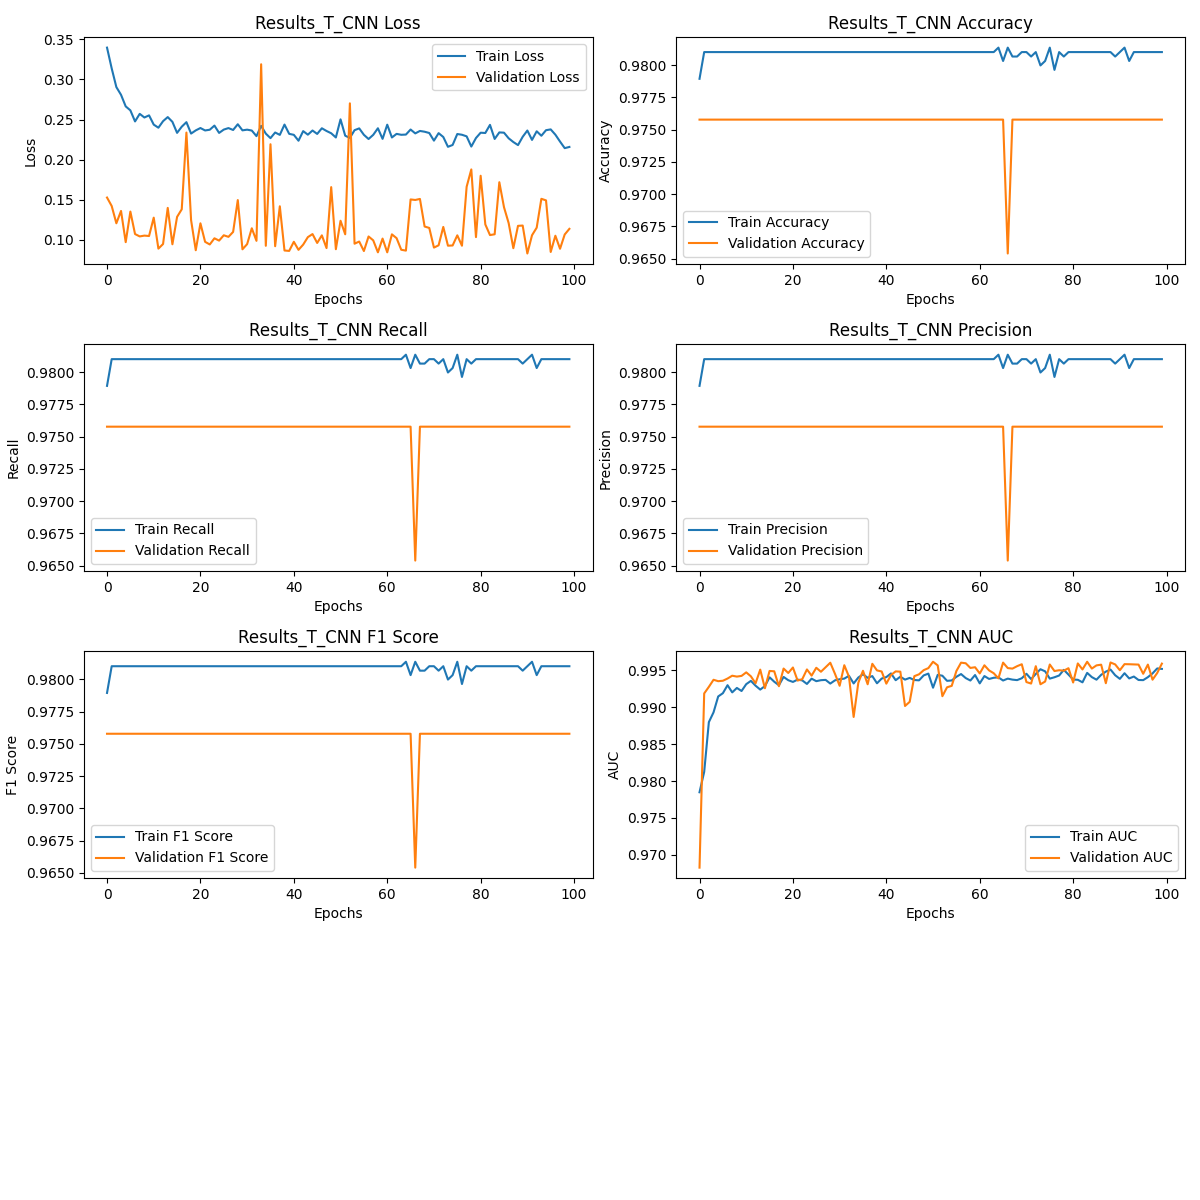 Results_T_CNN Loss
0.35
0.30
0.25
0.20
0.15
0.10
Loss
Train Loss
Validation Loss
0 20 40 60 80 100
Epochs
Results_T_CNN Accuracy
0.9800
0.9775
0.9750
0.9725
0.9700
0.9675
0.9650
Accuracy
Train Accuracy
Validation Accuracy
0 20 40 60 80 100
Epochs
Results_T_CNN Recall
0.9800
0.9775
0.9750
0.9725
0.9700
0.9675
0.9650
Recall
Train Recall
Validation Recall
0 20 40 60 80 100
Epochs
Results_T_CNN Precision
0.9800
0.9775
0.9750
0.9725
0.9700
0.9675
0.9650
Precision
Train Precision
Validation Precision
0 20 40 60 80 100
Epochs
Results_T_CNN F1 Score
0.9800
0.9775
0.9750
0.9725
0.9700
0.9675
0.9650
F1 Score
Train F1 Score
Validation F1 Score
0 20 40 60 80 100
Epochs
Results_T_CNN AUC
0.995
0.990
0.985
0.980
0.975
0.970
AUC
Train AUC
Validation AUC
0 20 40 60 80 100
Epochs